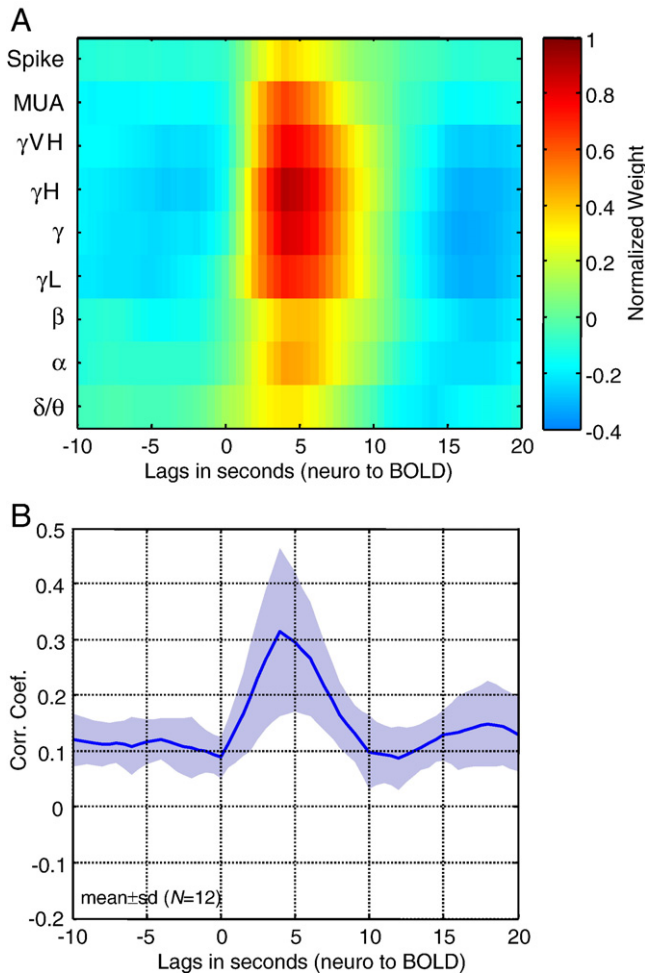 A
Spike
MUA
γVH
γH
γ
γL
β
α
δ/θ
-10 -5 0 5 10 15 20
Lags in seconds (neuro to BOLD)
1
0.8
0.6
0.4
0.2
0
-0.2
-0.4
Normalized Weight
B
0.5
0.4
0.3
0.2
0.1
0
-0.1
-0.2
Corr. Coef.
mean±sd (N=12)
-10 -5 0 5 10 15 20
Lags in seconds (neuro to BOLD)